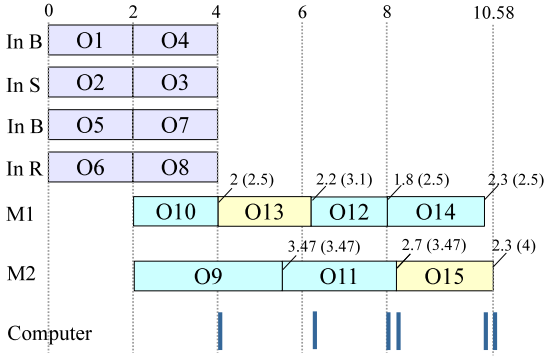 0 2 4 6 8 10.58
In B O1 O4
In S O2 O3
In B O5 O7
In R O6 O8
2 (2.5) 2.2 (3.1) 1.8 (2.5) 2.3 (2.5)
M1 O10 O13 O12 O14
3.47 (3.47) 2.7 (3.47) 2.3 (4)
M2 O9 O11 O15
Computer